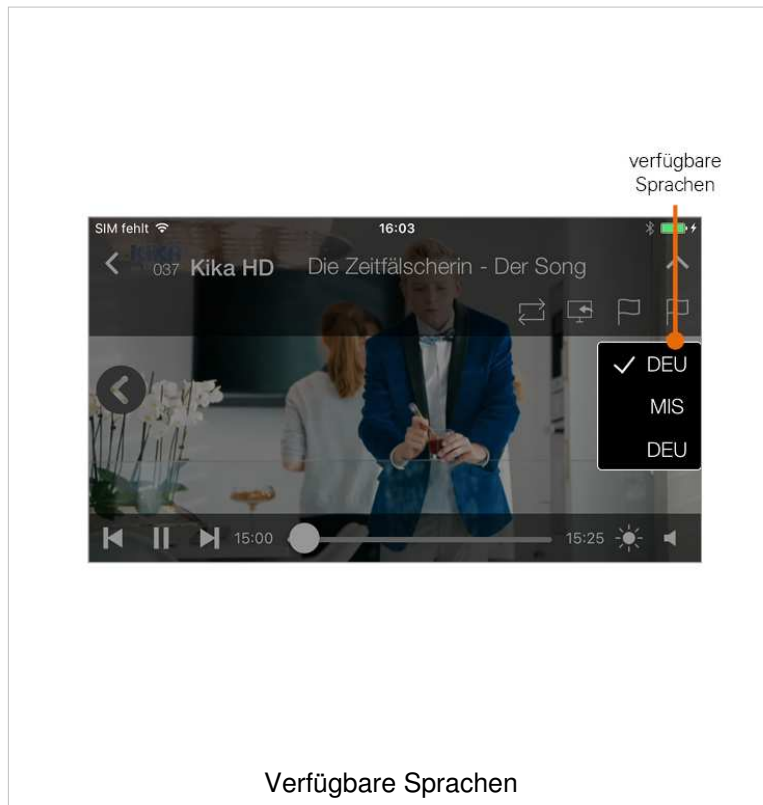 verfügbare
Sprachen
SIM fehlt 16:03
037 Kika HD Die Zeitfälscherin - Der Song
DEU
MIS
DEU
15:00 15:25
Verfügbare Sprachen